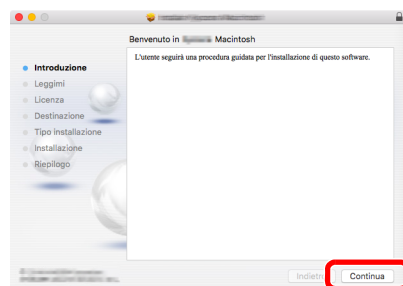 Benvenuto in Macintosh
Introduzione
Leggimi
Licenza
Destinazione
Tipo installazione
Installazione
Riepilogo
L'utente seguirà una procedura guidata per l'installazione di questo software.
Indietro
Continua